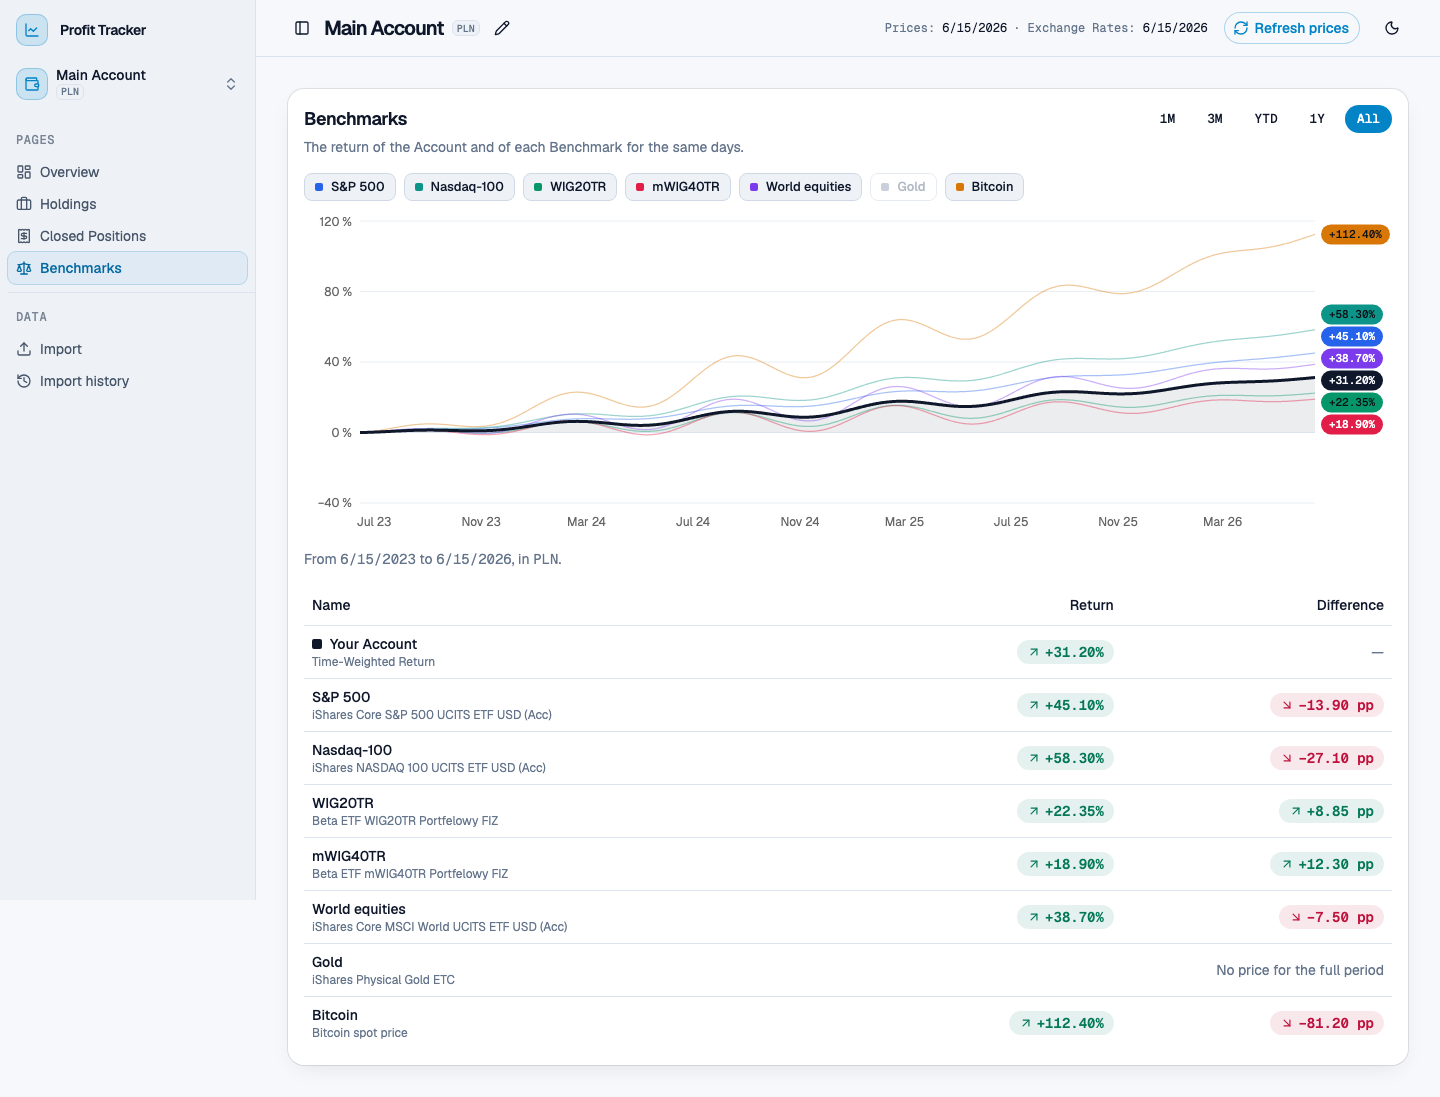 Profit Tracker
Main Account
PLN
PAGES
Overview
Holdings
Closed Positions
Benchmarks
DATA
Import
Import history
Main Account PLN
Prices: 6/15/2026 · Exchange Rates: 6/15/2026
Refresh prices
Benchmarks
1M 3M YTD 1Y All
The return of the Account and of each Benchmark for the same days.
S&P 500 Nasdaq-100 WIG20TR mWIG40TR World equities Gold Bitcoin
120 %
80 %
40 %
0 %
−40 %
+112.40%
+58.30%
+45.10%
+38.70%
+31.20%
+22.35%
+18.90%
Jul 23 Nov 23 Mar 24 Jul 24 Nov 24 Mar 25 Jul 25 Nov 25 Mar 26
From 6/15/2023 to 6/15/2026, in PLN.
Name Return Difference
Your Account
Time-Weighted Return
+31.20% —
S&P 500
iShares Core S&P 500 UCITS ETF USD (Acc)
+45.10% −13.90 pp
Nasdaq-100
iShares NASDAQ 100 UCITS ETF USD (Acc)
+58.30% −27.10 pp
WIG20TR
Beta ETF WIG20TR Portfelowy FIZ
+22.35% +8.85 pp
mWIG40TR
Beta ETF mWIG40TR Portfelowy FIZ
+18.90% +12.30 pp
World equities
iShares Core MSCI World UCITS ETF USD (Acc)
+38.70% −7.50 pp
Gold
iShares Physical Gold ETC
No price for the full period
Bitcoin
Bitcoin spot price
+112.40% −81.20 pp